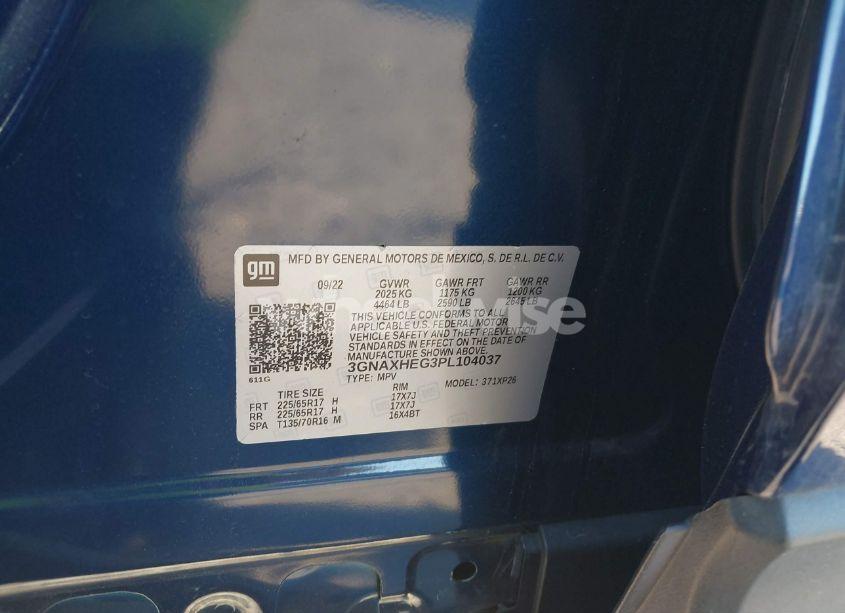 gm
MFD BY GENERAL MOTORS DE MEXICO, S. DE R.L. DE C.V.
09/22 GVWR GAWR FRT GAWR RR
2025 KG 1175 KG 1200 KG
4464 LB 2590 LB 2645 LB
THIS VEHICLE CONFORMS TO ALL
APPLICABLE U.S. FEDERAL MOTOR
VEHICLE SAFETY AND THEFT PREVENTION
STANDARDS IN EFFECT ON THE DATE OF
MANUFACTURE SHOWN ABOVE.
3GNAXHEG3PL104037
611G TYPE: MPV MODEL: 371XP26
TIRE SIZE RIM
FRT 225/65R17 H 17X7J
RR 225/65R17 H 17X7J
SPA T135/70R16 M 16X4BT